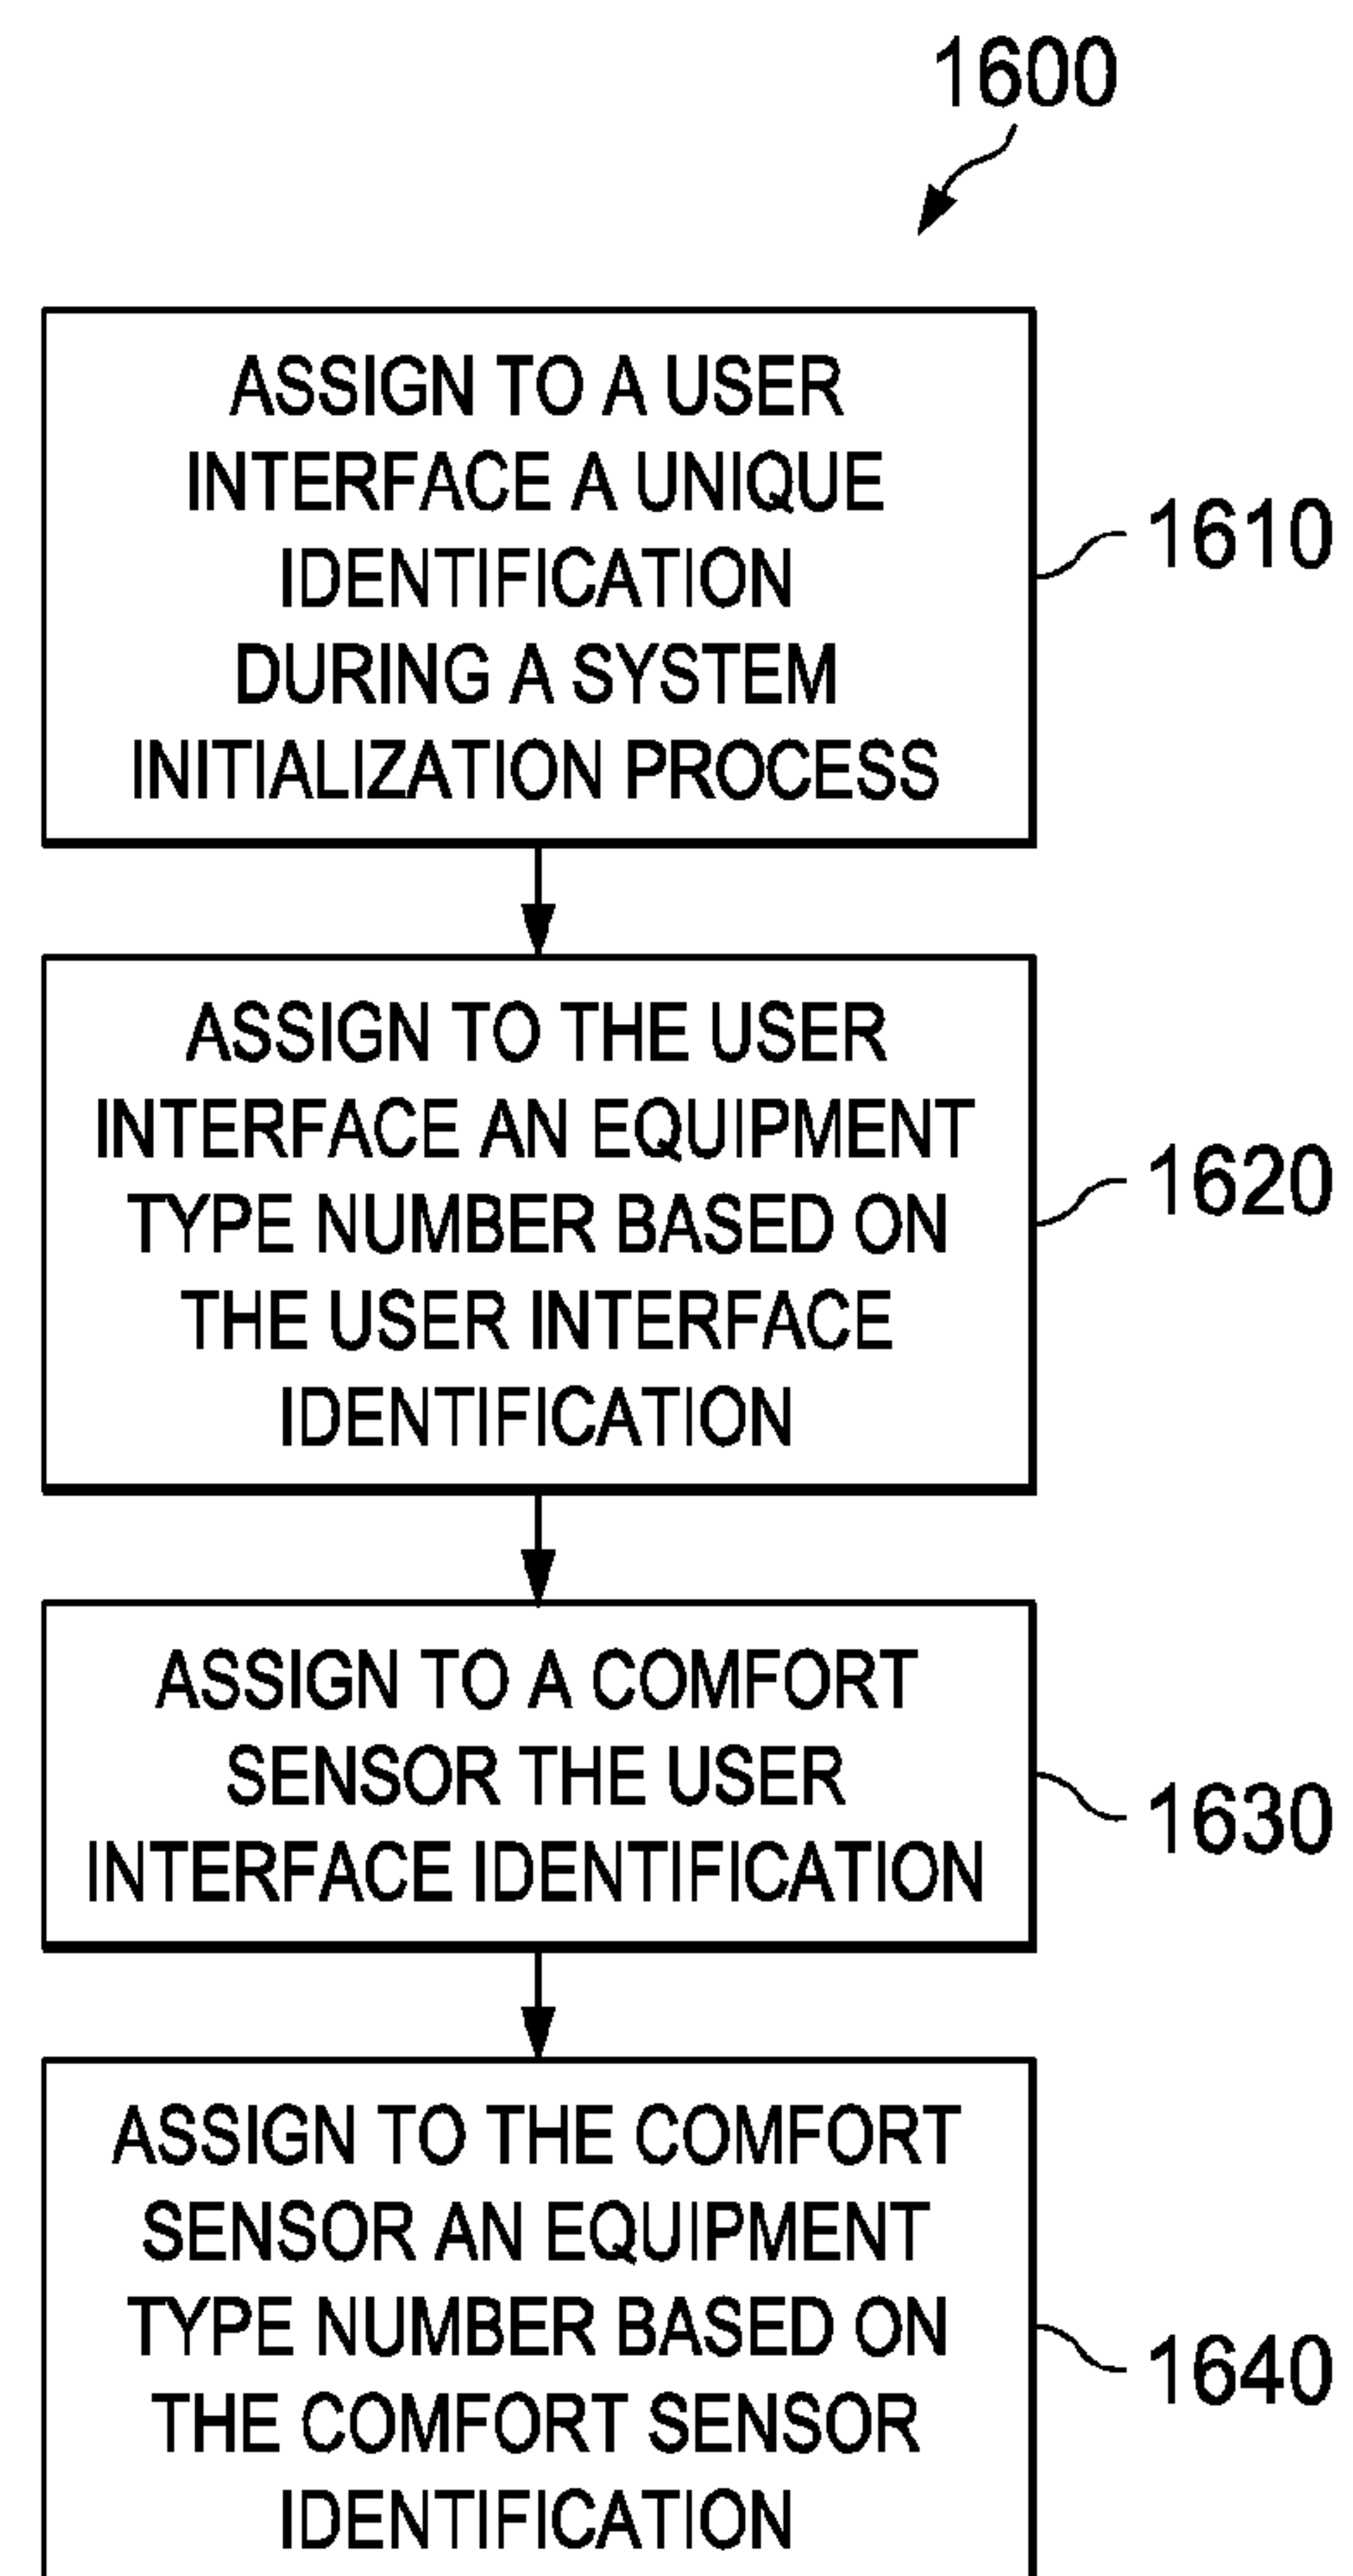 1600
ASSIGN TO A USER
INTERFACE A UNIQUE
IDENTIFICATION
DURING A SYSTEM
INITIALIZATION PROCESS
1610
ASSIGN TO THE USER
INTERFACE AN EQUIPMENT
TYPE NUMBER BASED ON
THE USER INTERFACE
IDENTIFICATION
1620
ASSIGN TO A COMFORT
SENSOR THE USER
INTERFACE IDENTIFICATION
1630
ASSIGN TO THE COMFORT
SENSOR AN EQUIPMENT
TYPE NUMBER BASED ON
THE COMFORT SENSOR
IDENTIFICATION
1640